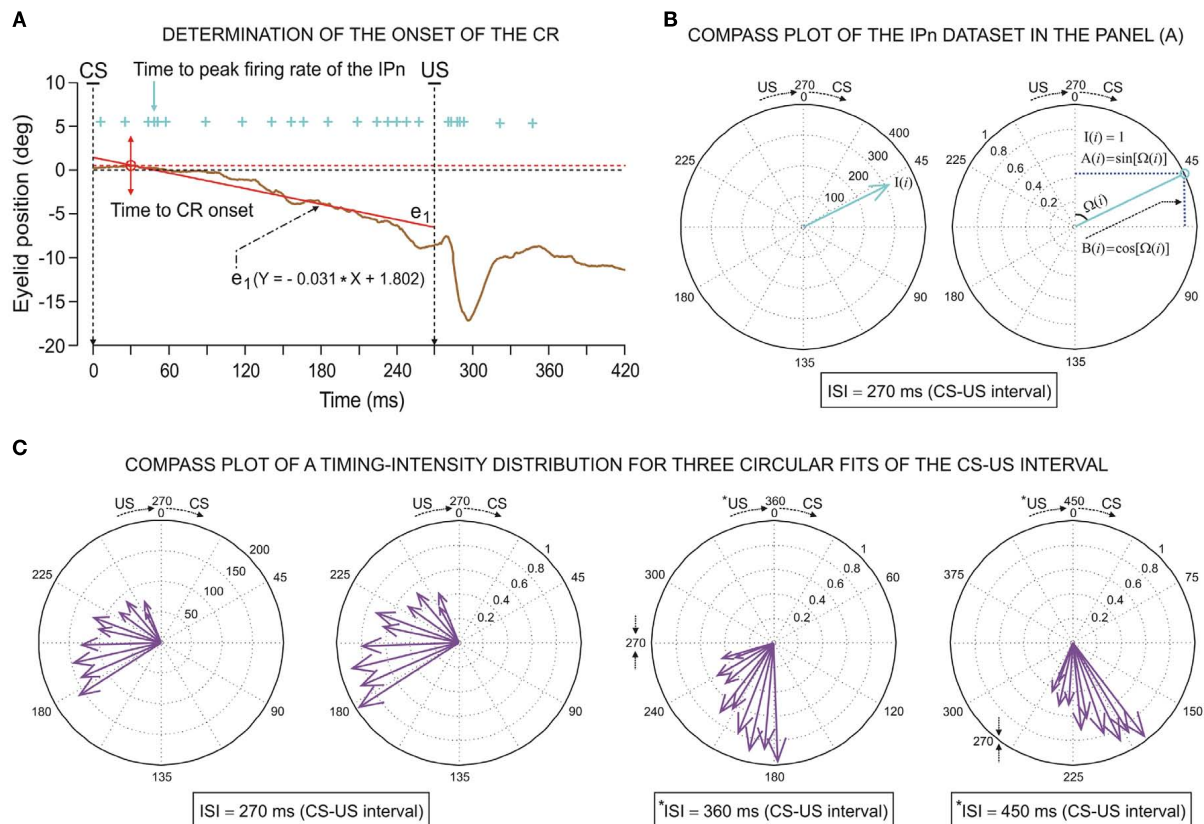 A
DETERMINATION OF THE ONSET OF THE CR
CS
Time to peak firing rate of the IPn
US
10
5
0
-5
-10
-15
-20
Eyelid position (deg)
Time to CR onset
e1
e1(Y = - 0.031 * X + 1.802)
0 60 120 180 240 300 360 420
Time (ms)
B
COMPASS PLOT OF THE IPn DATASET IN THE PANEL (A)
US 270 CS
0
400
300
200
100
I(i)
45
90
135
180
225
US 270 CS
0
1
0.8
0.6
0.4
0.2
I(i) = 1
A(i)=sin[Ω(i)]
Ω(i)
B(i)=cos[Ω(i)]
45
90
135
180
225
ISI = 270 ms (CS-US interval)
C
COMPASS PLOT OF A TIMING-INTENSITY DISTRIBUTION FOR THREE CIRCULAR FITS OF THE CS-US INTERVAL
US 270 CS
0
200
150
100
50
45
90
135
180
225
US 270 CS
0
1
0.8
0.6
0.4
0.2
45
90
135
180
225
ISI = 270 ms (CS-US interval)
*US 360 CS
0
1
0.8
0.6
0.4
0.2
60
120
180
240
270
300
*ISI = 360 ms (CS-US interval)
*US 450 CS
0
1
0.8
0.6
0.4
0.2
75
150
225
270
300
375
*ISI = 450 ms (CS-US interval)